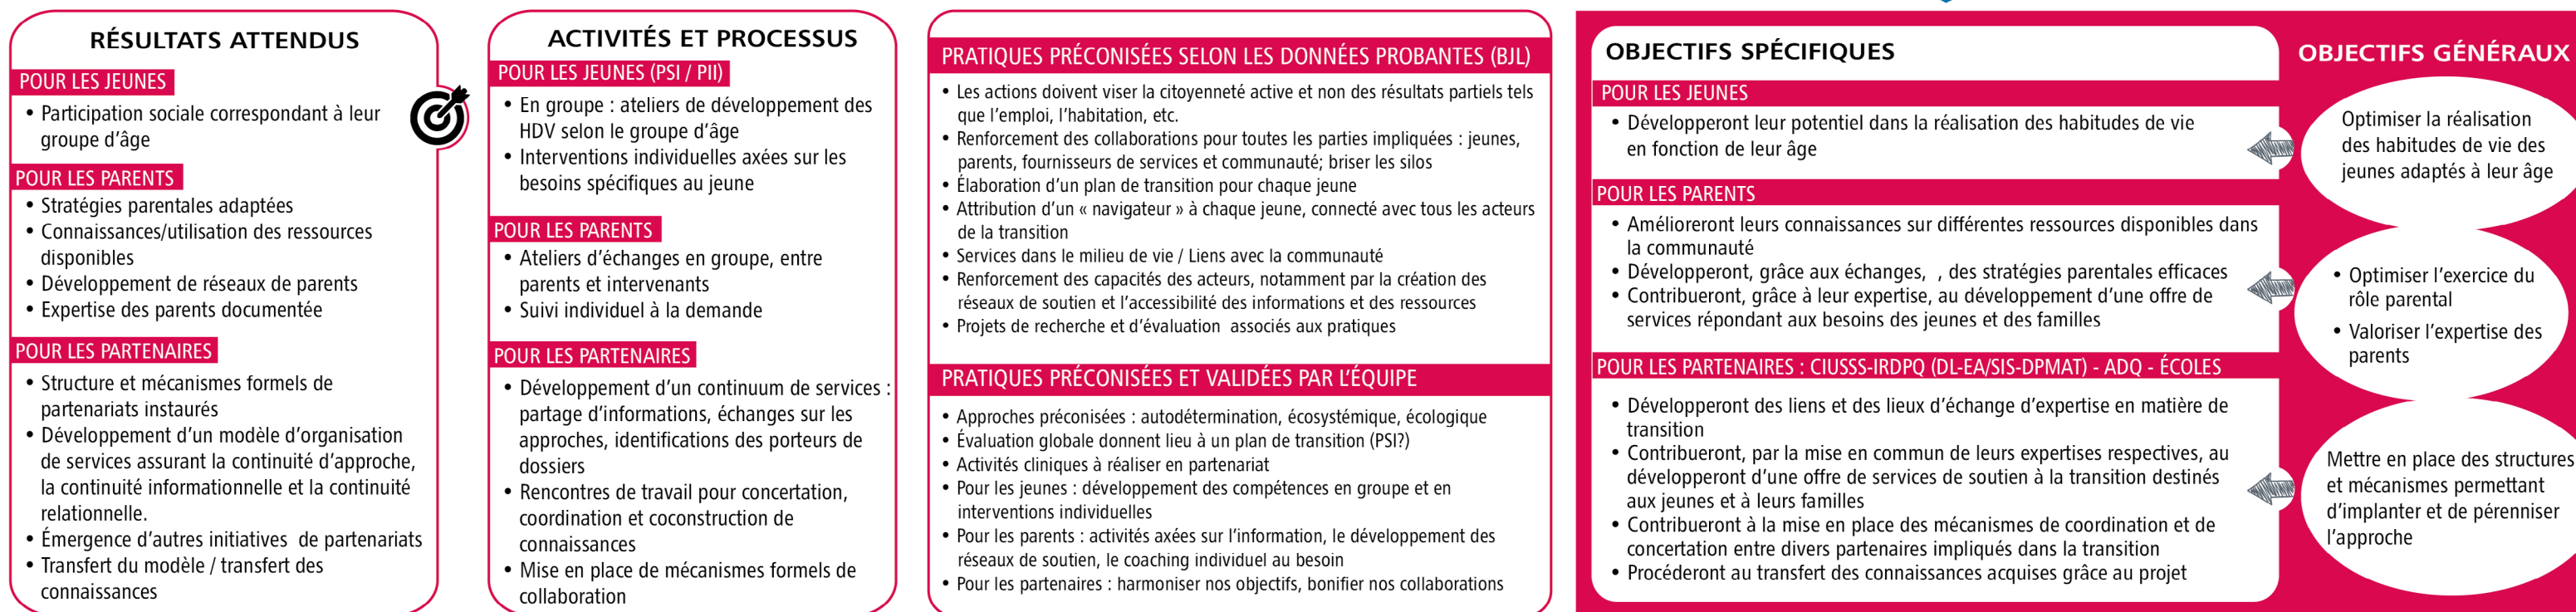 RÉSULTATS ATTENDUS
POUR LES JEUNES
• Participation sociale correspondant à leur
groupe d'âge
POUR LES PARENTS
• Stratégies parentales adaptées
• Connaissances/utilisation des ressources
disponibles
• Développement de réseaux de parents
• Expertise des parents documentée
POUR LES PARTENAIRES
• Structure et mécanismes formels de
partenariats instaurés
• Développement d'un modèle d'organisation
de services assurant la continuité d'approche,
la continuité informationnelle et la continuité
relationnelle.
• Émergence d'autres initiatives de partenariats
• Transfert du modèle / transfert des
connaissances
ACTIVITÉS ET PROCESSUS
POUR LES JEUNES (PSI / PII)
• En groupe : ateliers de développement des
HDV selon le groupe d'âge
• Interventions individuelles axées sur les
besoins spécifiques au jeune
POUR LES PARENTS
• Ateliers d'échanges en groupe, entre
parents et intervenants
• Suivi individuel à la demande
POUR LES PARTENAIRES
• Développement d'un continuum de services :
partage d'informations, échanges sur les
approches, identifications des porteurs de
dossiers
• Rencontres de travail pour concertation,
coordination et coconstruction de
connaissances
• Mise en place de mécanismes formels de
collaboration
PRATIQUES PRÉCONISÉES SELON LES DONNÉES PROBANTES (BJL)
• Les actions doivent viser la citoyenneté active et non des résultats partiels tels
que l'emploi, l'habitation, etc.
• Renforcement des collaborations pour toutes les parties impliquées : jeunes,
parents, fournisseurs de services et communauté; briser les silos
• Élaboration d'un plan de transition pour chaque jeune
• Attribution d'un « navigateur » à chaque jeune, connecté avec tous les acteurs
de la transition
• Services dans le milieu de vie / Liens avec la communauté
• Renforcement des capacités des acteurs, notamment par la création des
réseaux de soutien et l'accessibilité des informations et des ressources
• Projets de recherche et d'évaluation associés aux pratiques
PRATIQUES PRÉCONISÉES ET VALIDÉES PAR L'ÉQUIPE
• Approches préconisées : autodétermination, écosystémique, écologique
• Évaluation globale donnent lieu à un plan de transition (PSI?)
• Activités cliniques à réaliser en partenariat
• Pour les jeunes : développement des compétences en groupe et en
interventions individuelles
• Pour les parents : activités axées sur l'information, le développement des
réseaux de soutien, le coaching individuel au besoin
• Pour les partenaires : harmoniser nos objectifs, bonifier nos collaborations
OBJECTIFS SPÉCIFIQUES
POUR LES JEUNES
• Développeront leur potentiel dans la réalisation des habitudes de vie
en fonction de leur âge
POUR LES PARENTS
• Amélioreront leurs connaissances sur différentes ressources disponibles dans
la communauté
• Développeront, grâce aux échanges, , des stratégies parentales efficaces
• Contribueront, grâce à leur expertise, au développement d'une offre de
services répondant aux besoins des jeunes et des familles
POUR LES PARTENAIRES : CIUSSS-IRDPQ (DL-EA/SIS-DPMAT) - ADQ - ÉCOLES
• Développeront des liens et des lieux d'échange d'expertise en matière de
transition
• Contribueront, par la mise en commun de leurs expertises respectives, au
développeront d'une offre de services de soutien à la transition destinés
aux jeunes et à leurs familles
• Contribueront à la mise en place des mécanismes de coordination et de
concertation entre divers partenaires impliqués dans la transition
• Procéderont au transfert des connaissances acquises grâce au projet
OBJECTIFS GÉNÉRAUX
Optimiser la réalisation
des habitudes de vie des
jeunes adaptés à leur âge
• Optimiser l'exercice du
rôle parental
• Valoriser l'expertise des
parents
Mettre en place des structures
et mécanismes permettant
d'implanter et de pérenniser
l'approche